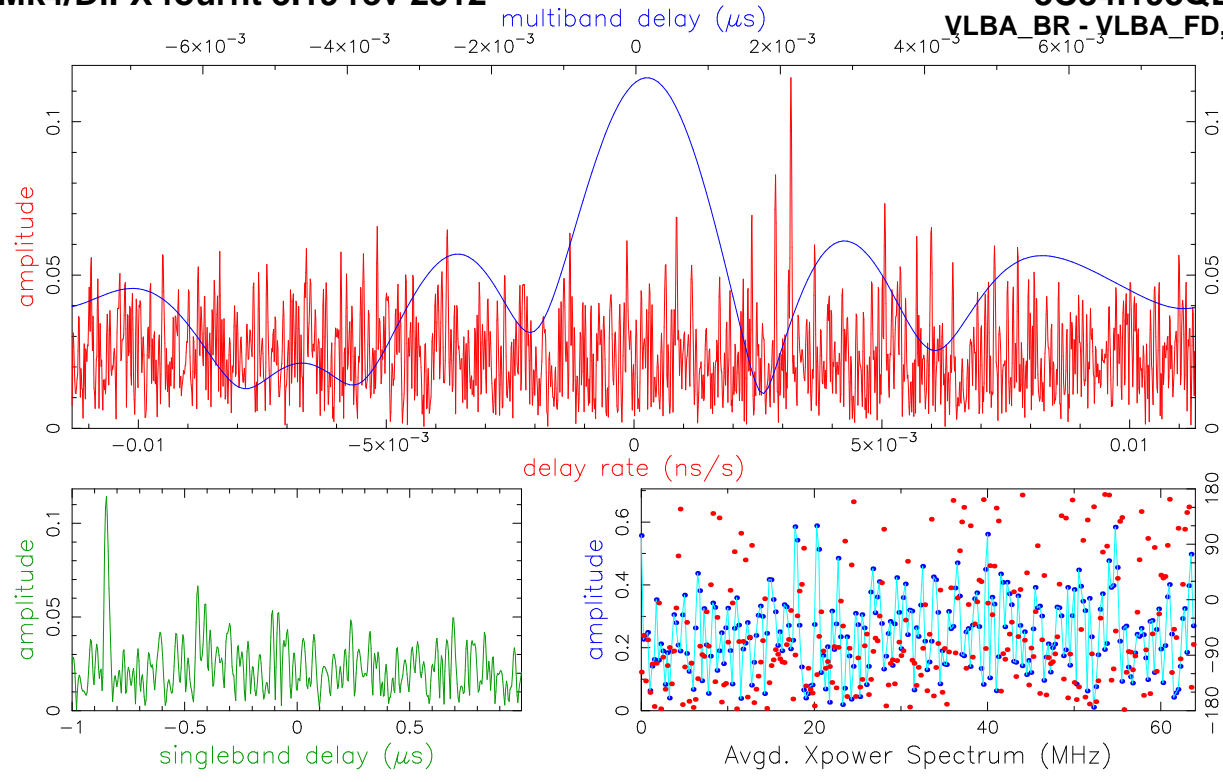 VLBA_BR - VLBA_FD,
multiband delay (μs)
−6×10⁻³ −4×10⁻³ −2×10⁻³ 0 2×10⁻³ 4×10⁻³ 6×10⁻³
amplitude
0 0.05 0.1
0 0.05 0.1
−0.01 −5×10⁻³ 0 5×10⁻³ 0.01
delay rate (ns/s)
amplitude
0 0.05 0.1
−1 −0.5 0 0.5
singleband delay (μs)
amplitude
0 0.2 0.4 0.6
180 90 0 −90 −180
0 20 40 60
Avgd. Xpower Spectrum (MHz)